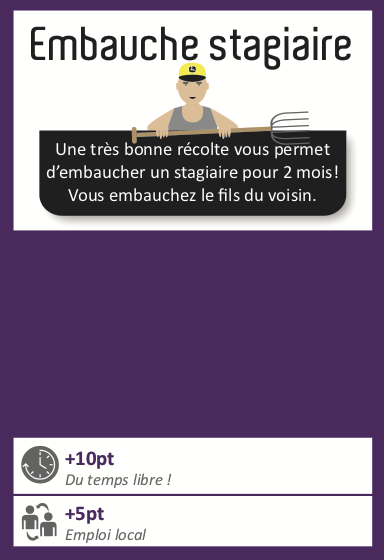 Embauche stagiaire
Une très bonne récolte vous permet
d'embaucher un stagiaire pour 2 mois!
Vous embauchez le fils du voisin.
+10pt
Du temps libre !
+5pt
Emploi local